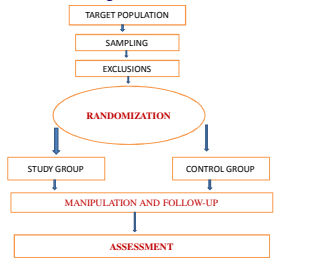 TARGET POPULATION
SAMPLING
EXCLUSIONS
RANDOMIZATION
STUDY GROUP
CONTROL GROUP
MANIPULATION AND FOLLOW-UP
ASSESSMENT